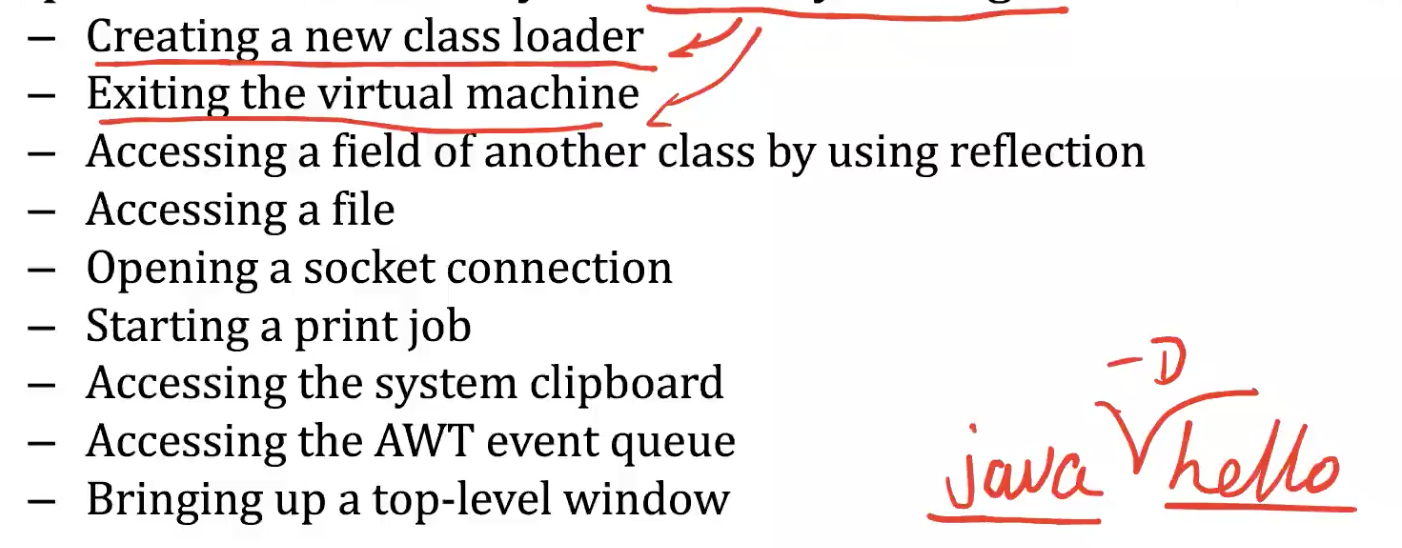 – Creating a new class loader
– Exiting the virtual machine
– Accessing a field of another class by using reflection
– Accessing a file
– Opening a socket connection
– Starting a print job
– Accessing the system clipboard
– Accessing the AWT event queue
– Bringing up a top-level window
-D
java hello